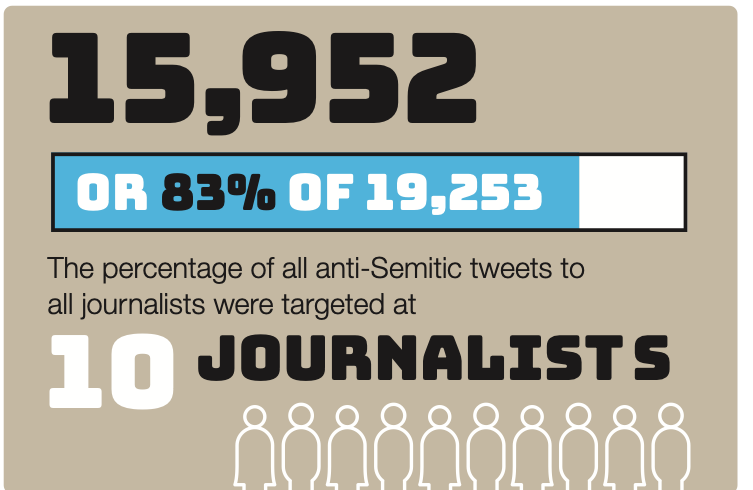 15,952
OR 83% OF 19,253
The percentage of all anti-Semitic tweets to
all journalists were targeted at
10 JOURNALISTS